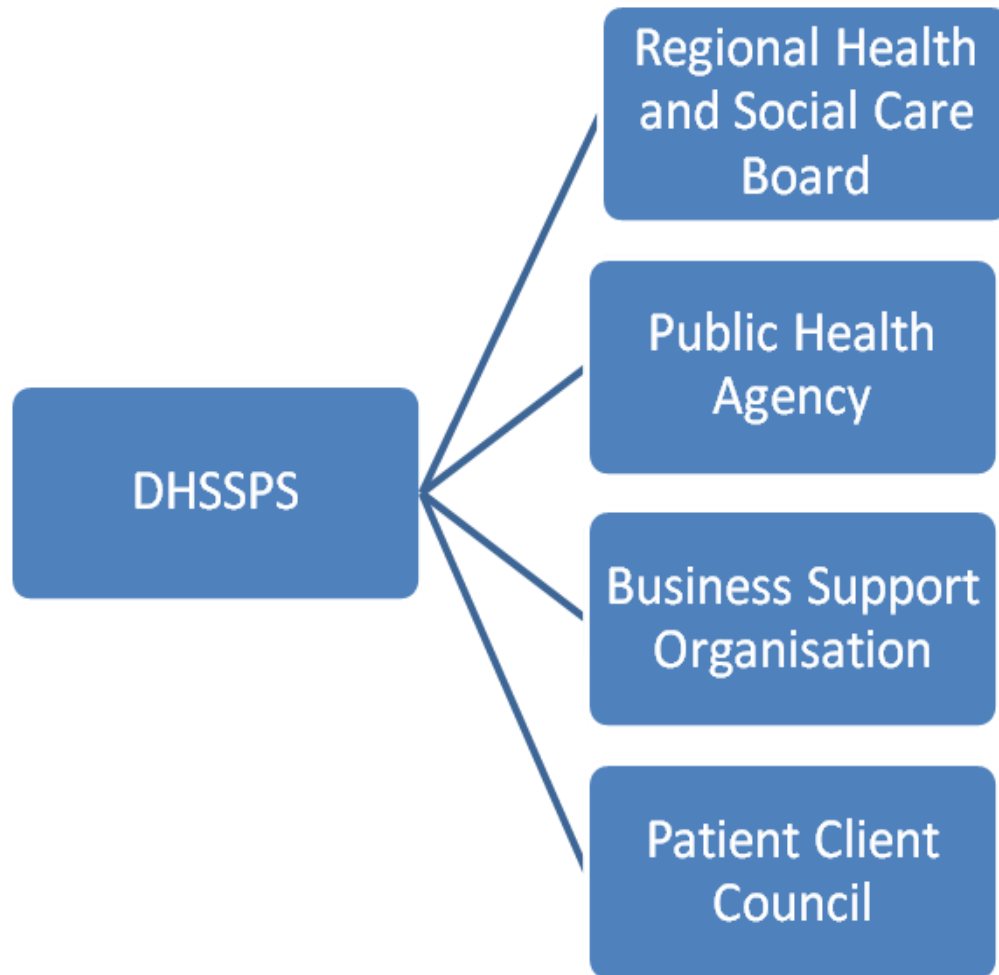 Regional Health
and Social Care
Board
Public Health
Agency
DHSSPS
Business Support
Organisation
Patient Client
Council